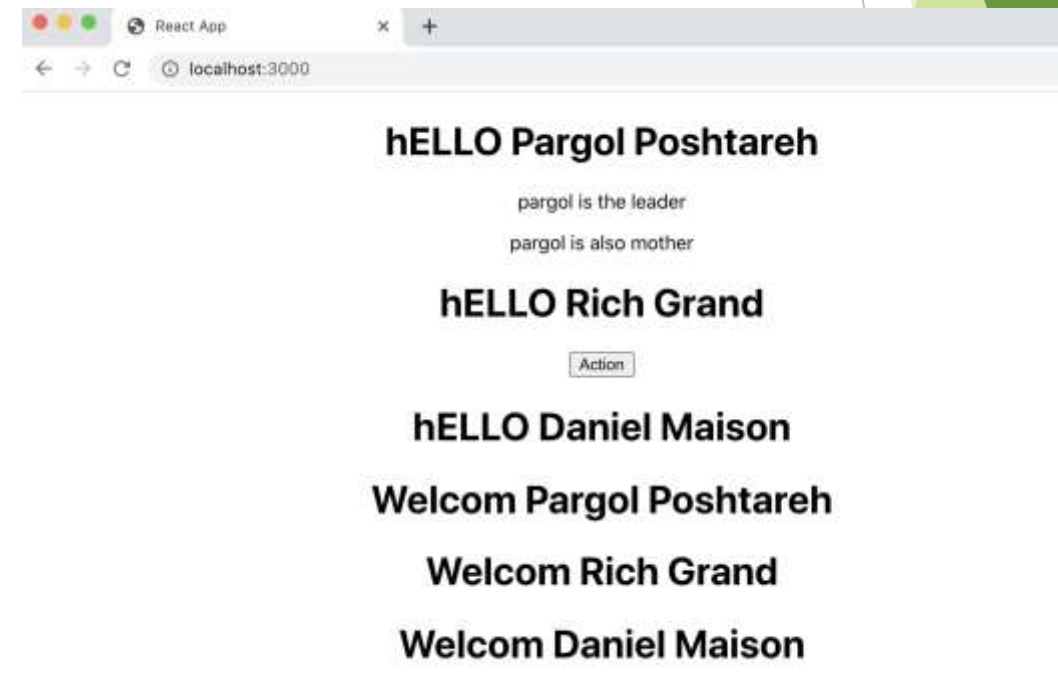 React App
localhost:3000
hELLO Pargol Poshtareh
pargol is the leader
pargol is also mother
hELLO Rich Grand
Action
hELLO Daniel Maison
Welcom Pargol Poshtareh
Welcom Rich Grand
Welcom Daniel Maison